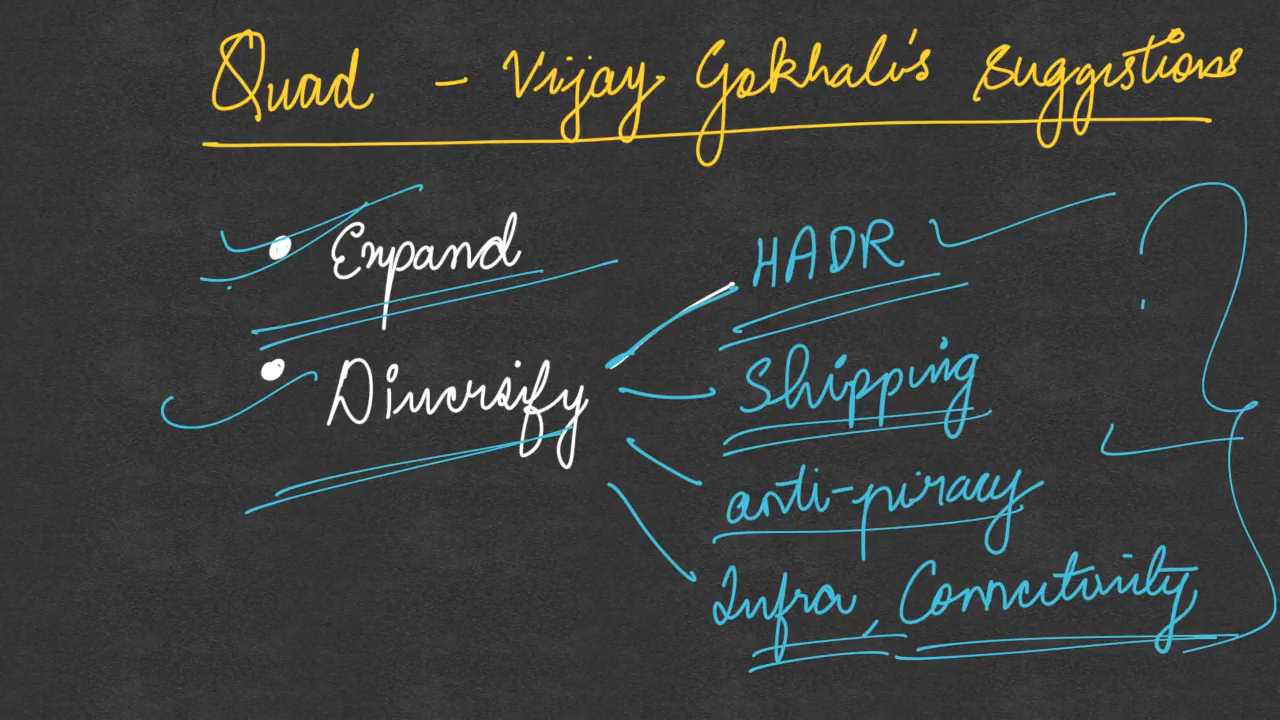 Quad - Vijay Gokhale's suggestions
• Expand
• Diversify
HADR
Shipping
anti-piracy
Infra, Connectivity